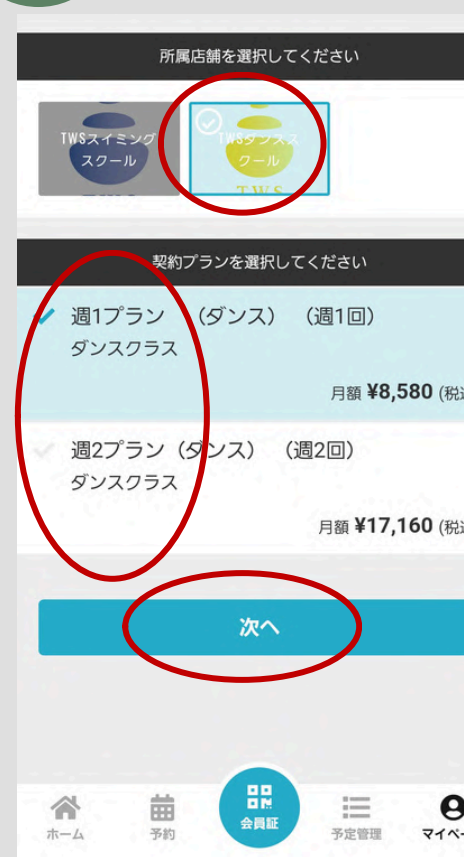 所属店舗を選択してください
TWSスイミング
スクール
TWSダンスス
クール
TWS
契約プランを選択してください
週1プラン （ダンス） （週1回）
ダンスクラス
月額 ¥8,580 (税
週2プラン（ダンス） （週2回）
ダンスクラス
月額 ¥17,160 (税
次へ
ホーム
予約
会員証
予定管理
マイペ